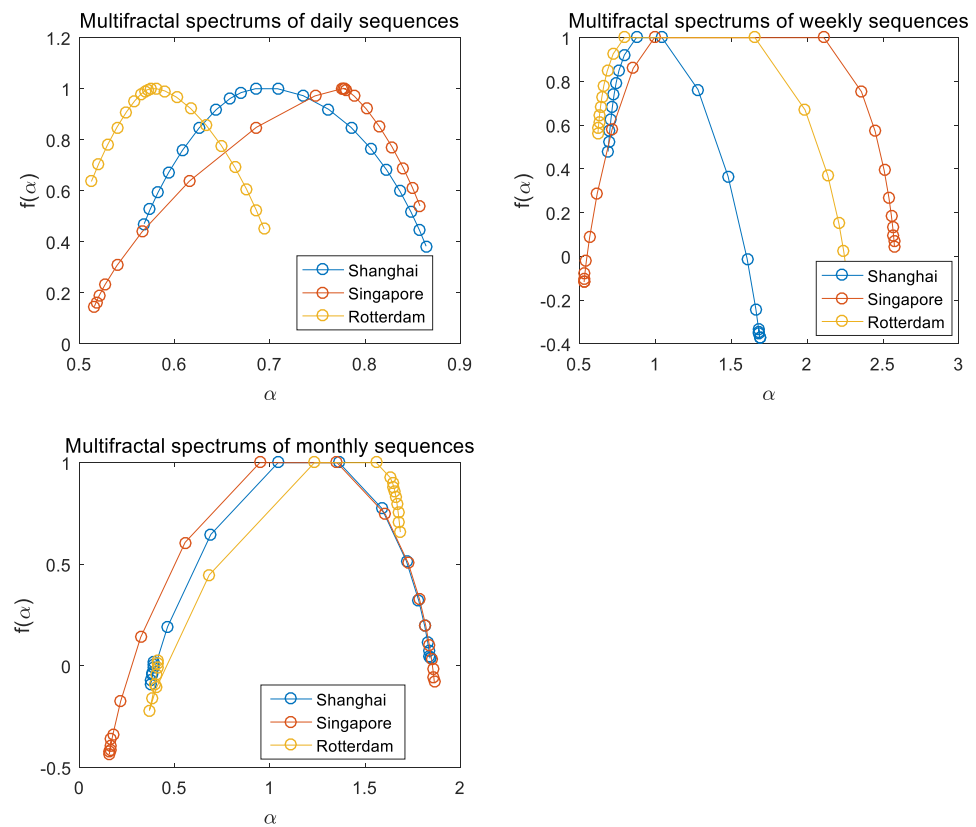 Multifractal spectrums of daily sequences
1.2
1
0.8
0.6
0.4
0.2
0
f(α)
0.5
0.6
0.7
0.8
0.9
α
Shanghai
Singapore
Rotterdam
Multifractal spectrums of weekly sequences
1
0.8
0.6
0.4
0.2
0
-0.2
-0.4
f(α)
0.5
1
1.5
2
2.5
3
α
Shanghai
Singapore
Rotterdam
Multifractal spectrums of monthly sequences
1
0.5
0
-0.5
f(α)
0
0.5
1
1.5
2
α
Shanghai
Singapore
Rotterdam